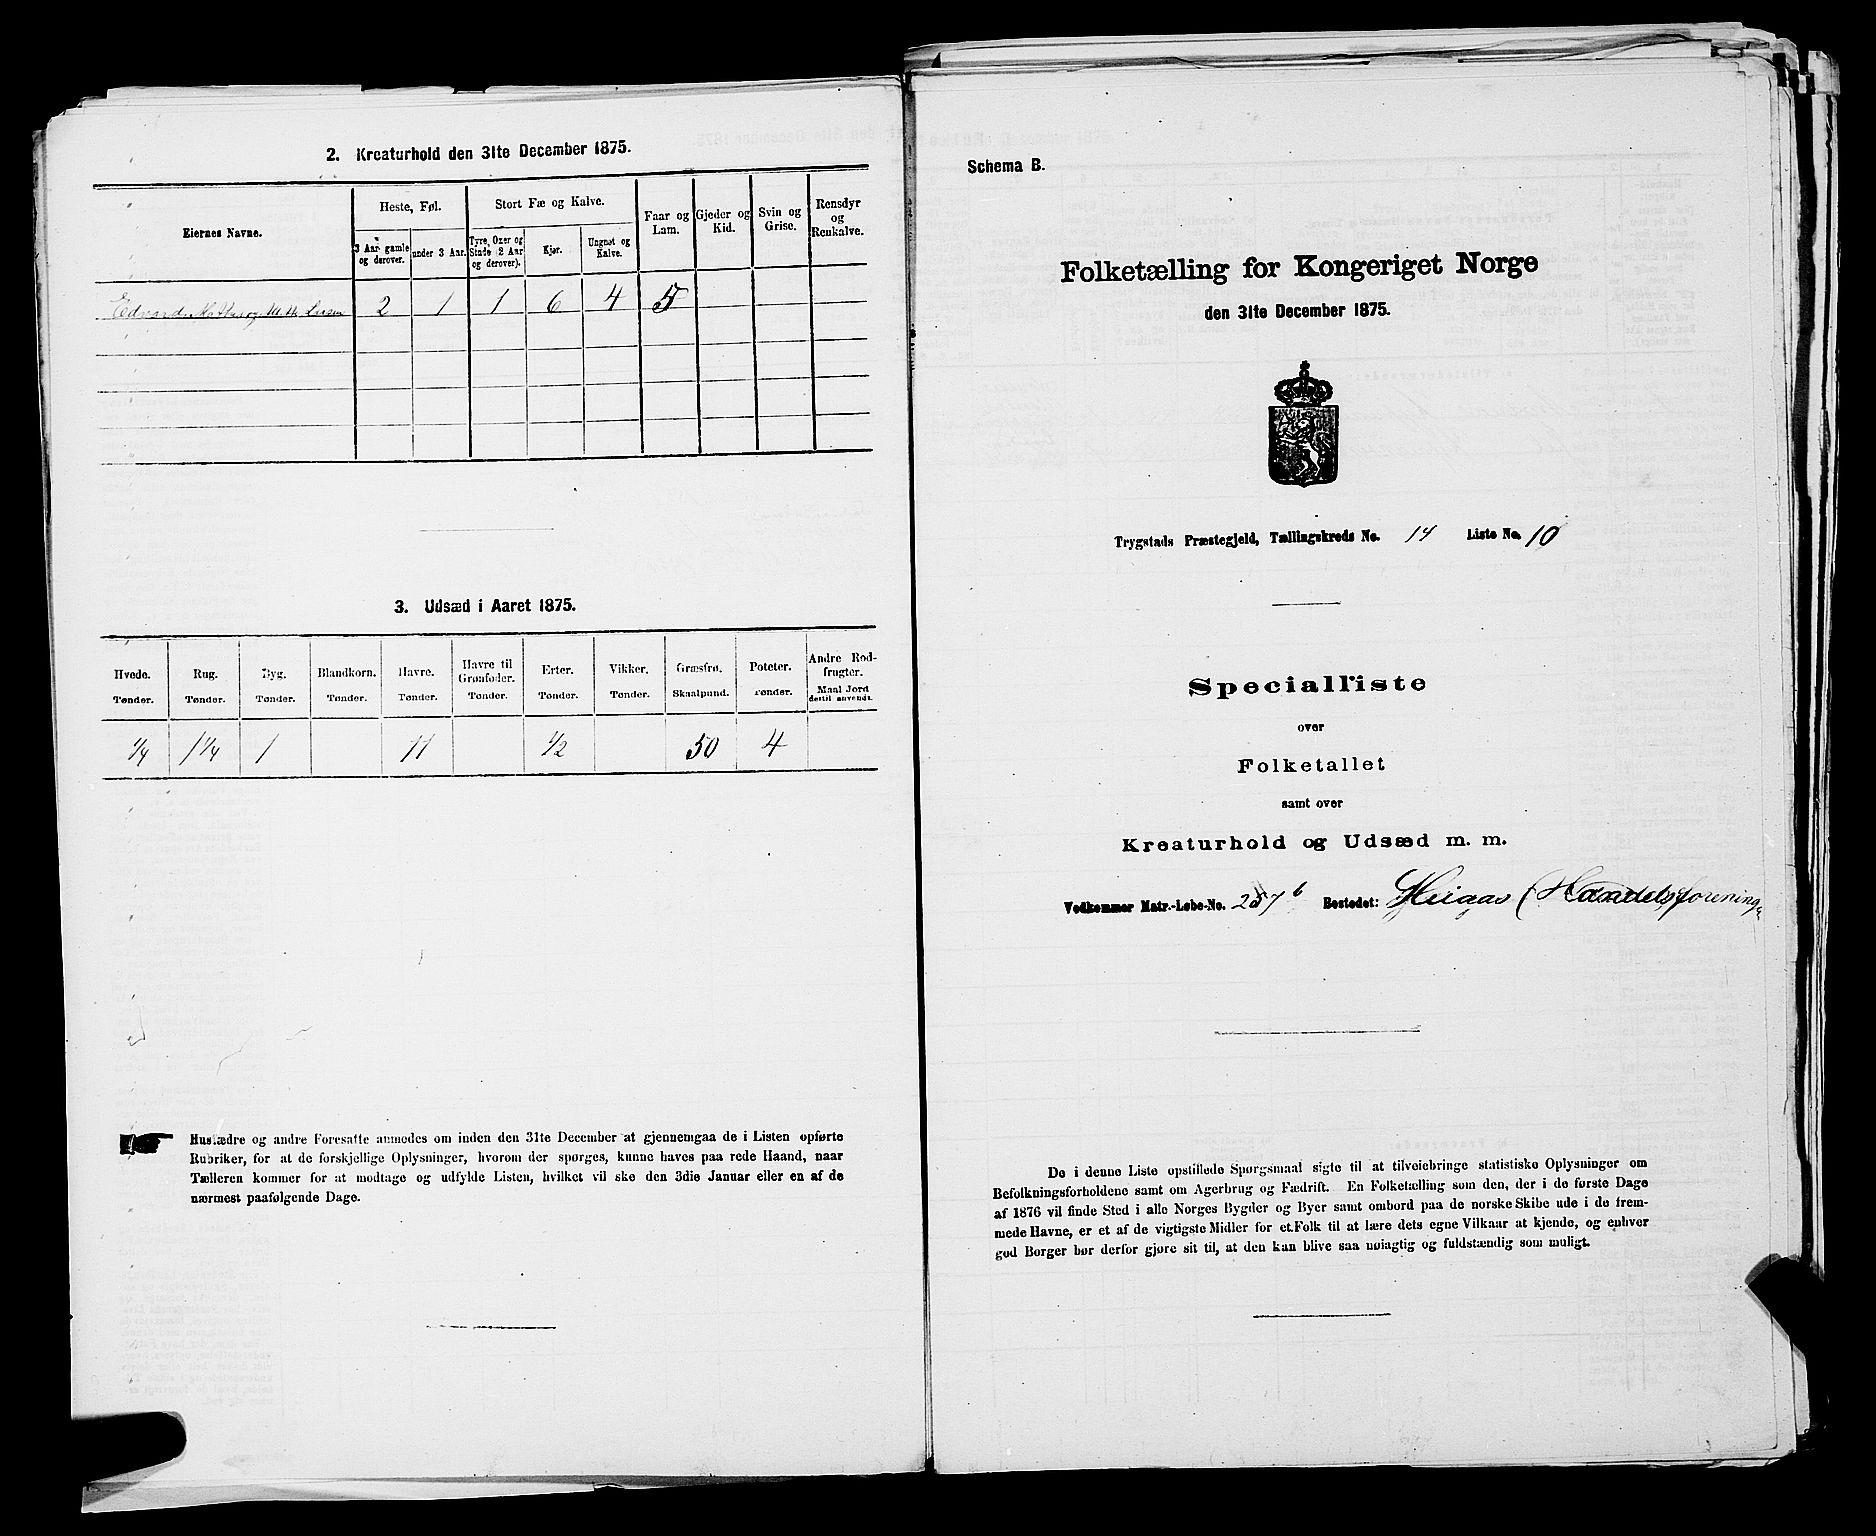 2. Kreaturhold den 31te December 1875.
Eiernes Navne.
Heste, Føl.
Stort Fæ og Kalve.
Faar og Lam.
Gjeder og Kid.
Svin og Grise.
Rensdyr og Renkalve.
3 Aar gamle og derover.
under 3 Aar.
Tyre, Oxer og Stude (2 Aar og derover).
Kjør.
Ungnøt og Kalve.
Edvard 2 1 1 6 4 5
3. Udsæd i Aaret 1875.
Hvede. Rug. Byg. Blandkorn. Havre. Havre til Grønfoder. Erter. Vikker. Græsfrø. Poteter. Andre Rodfrugter.
Tønder. Tønder. Tønder. Tønder. Tønder. Tønder. Tønder. Tønder. Skaalpund. Tønder. Maal Jord dertil anvendt.
1/4 1 1/4 1 11 1/2 50 4
Husfædre og andre Foresatte anmodes om inden den 31te December at gjennemgaa de i Listen opførte
Rubriker, for at de forskjellige Oplysninger, hvorom der spørges, kunne haves paa rede Haand, naar
Tælleren kommer for at modtage og udfylde Listen, hvilket vil ske den 3die Januar eller en af de
nærmest paafølgende Dage.
Schema B.
Folketælling for Kongeriget Norge
den 31te December 1875.
Trygstads Præstegjeld, Tællingskreds No. 14 Liste No. 10
Specialliste
over
Folketallet
samt over
Kreaturhold og Udsæd m. m.
Vedkommer Matr.-Løbe-No. 257 b Bostedet: (Handelsforening
De i denne Liste opstillede Spørgsmaal sigte til at tilveiebringe statistiske Oplysninger om
Befolkningsforholdene samt om Agerbrug og Fædrift. En Folketælling som den, der i de første Dage
af 1876 vil finde Sted i alle Norges Bygder og Byer samt ombord paa de norske Skibe ude i de frem-
mede Havne, er et af de vigtigste Midler for et Folk til at lære dets egne Vilkaar at kjende, og enhver
god Borger bør derfor gjøre sit til, at den kan blive saa nøiagtig og fuldstændig som muligt.